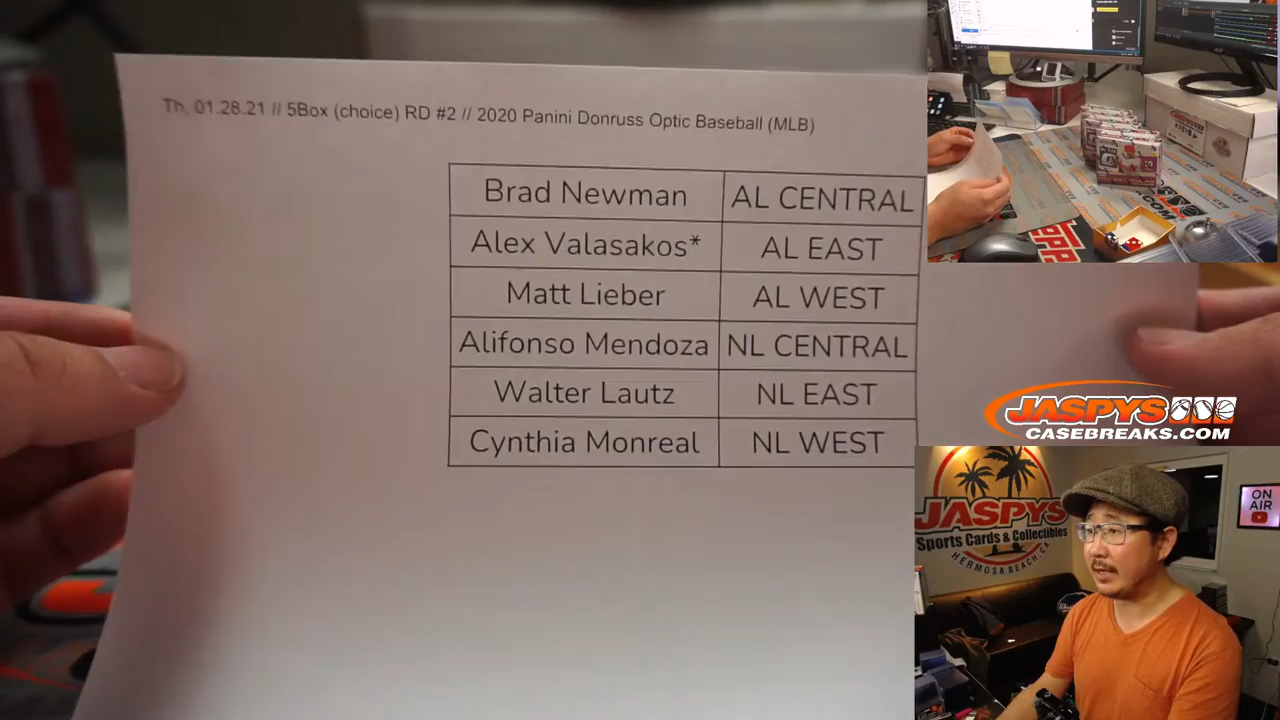 Th, 01.28.21 // 5Box (choice) RD #2 // 2020 Panini Donruss Optic Baseball (MLB)
Brad Newman AL CENTRAL
Alex Valasakos* AL EAST
Matt Lieber AL WEST
Alifonso Mendoza NL CENTRAL
Walter Lautz NL EAST
Cynthia Monreal NL WEST
JASPYS
CASEBREAKS.COM
JASPYS
Sports Cards & Collectibles
HERMOSA BEACH, CA
ON
AIR